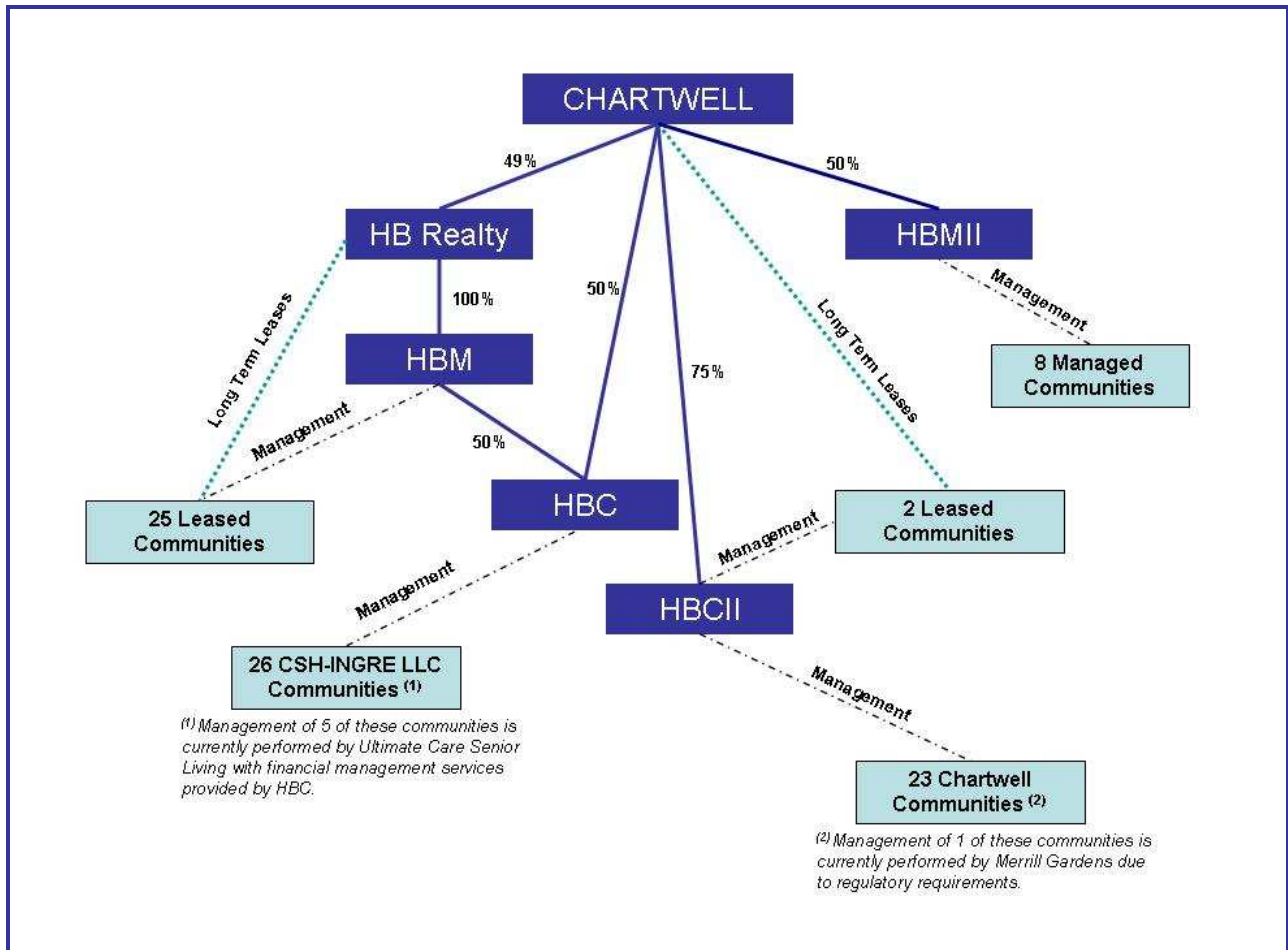 CHARTWELL
49%
50%
HB Realty
HBMII
100%
50%
Management
Long Term Leases
Long Term Leases
HBM
75%
8 Managed
Communities
Management
50%
HBC
25 Leased
Communities
2 Leased
Communities
Management
Management
HBCII
26 CSH-INGRE LLC
Communities (1)
Management
(1) Management of 5 of these communities is
currently performed by Ultimate Care Senior
Living with financial management services
provided by HBC.
23 Chartwell
Communities (2)
(2) Management of 1 of these communities is
currently performed by Merrill Gardens due
to regulatory requirements.